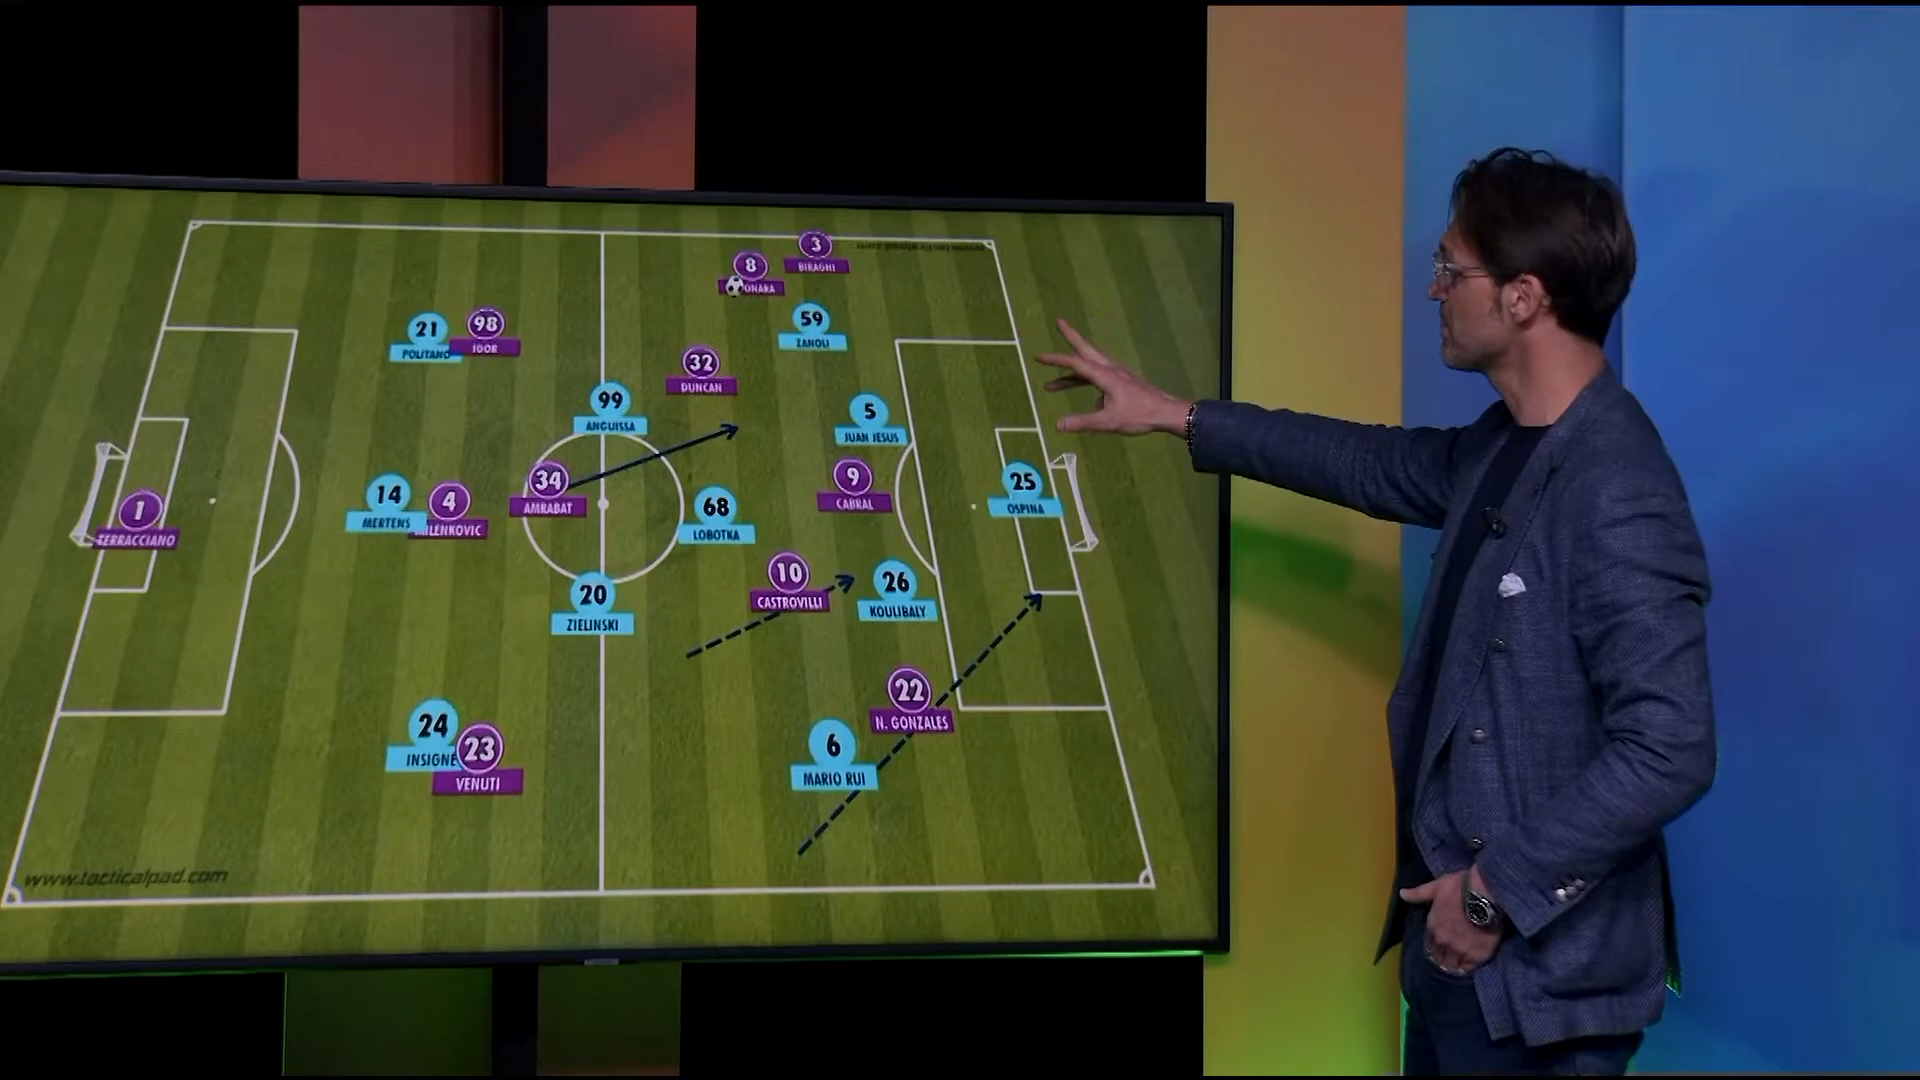 3
BIRAGHI
8
21
POLITANO
98
IGOR
59
ZANOLI
32
DUNCAN
99
ANGUISSA
5
JUAN JESUS
14
MERTENS
4
34
AMRABAT
9
CABRAL
25
OSPINA
1
TERRACCIANO
68
LOBOTKA
10
CASTROVILLI
26
KOULIBALY
20
ZIELINSKI
22
N. GONZALES
24
INSIGNE
23
VENUTI
6
MARIO RUI
www.tacticalpad.com